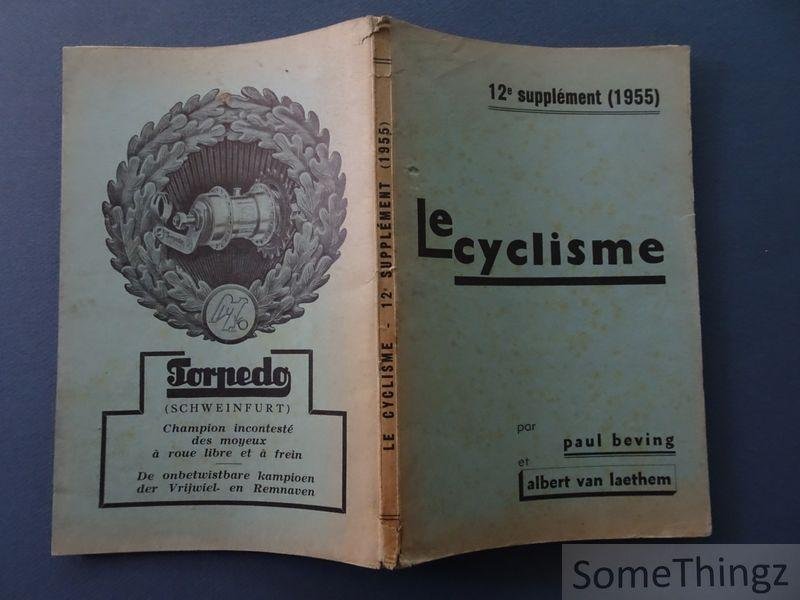 Torpedo
(SCHWEINFURT)
Champion incontesté
des moyeux
à roue libre et à frein
De onbetwistbare kampioen
der Vrijwiel- en Remnaven
LE CYCLISME - 12e SUPPLÉMENT (1955)
12e supplément (1955)
Le
cyclisme
par
paul beving
et
albert van laethem
SomeThingz